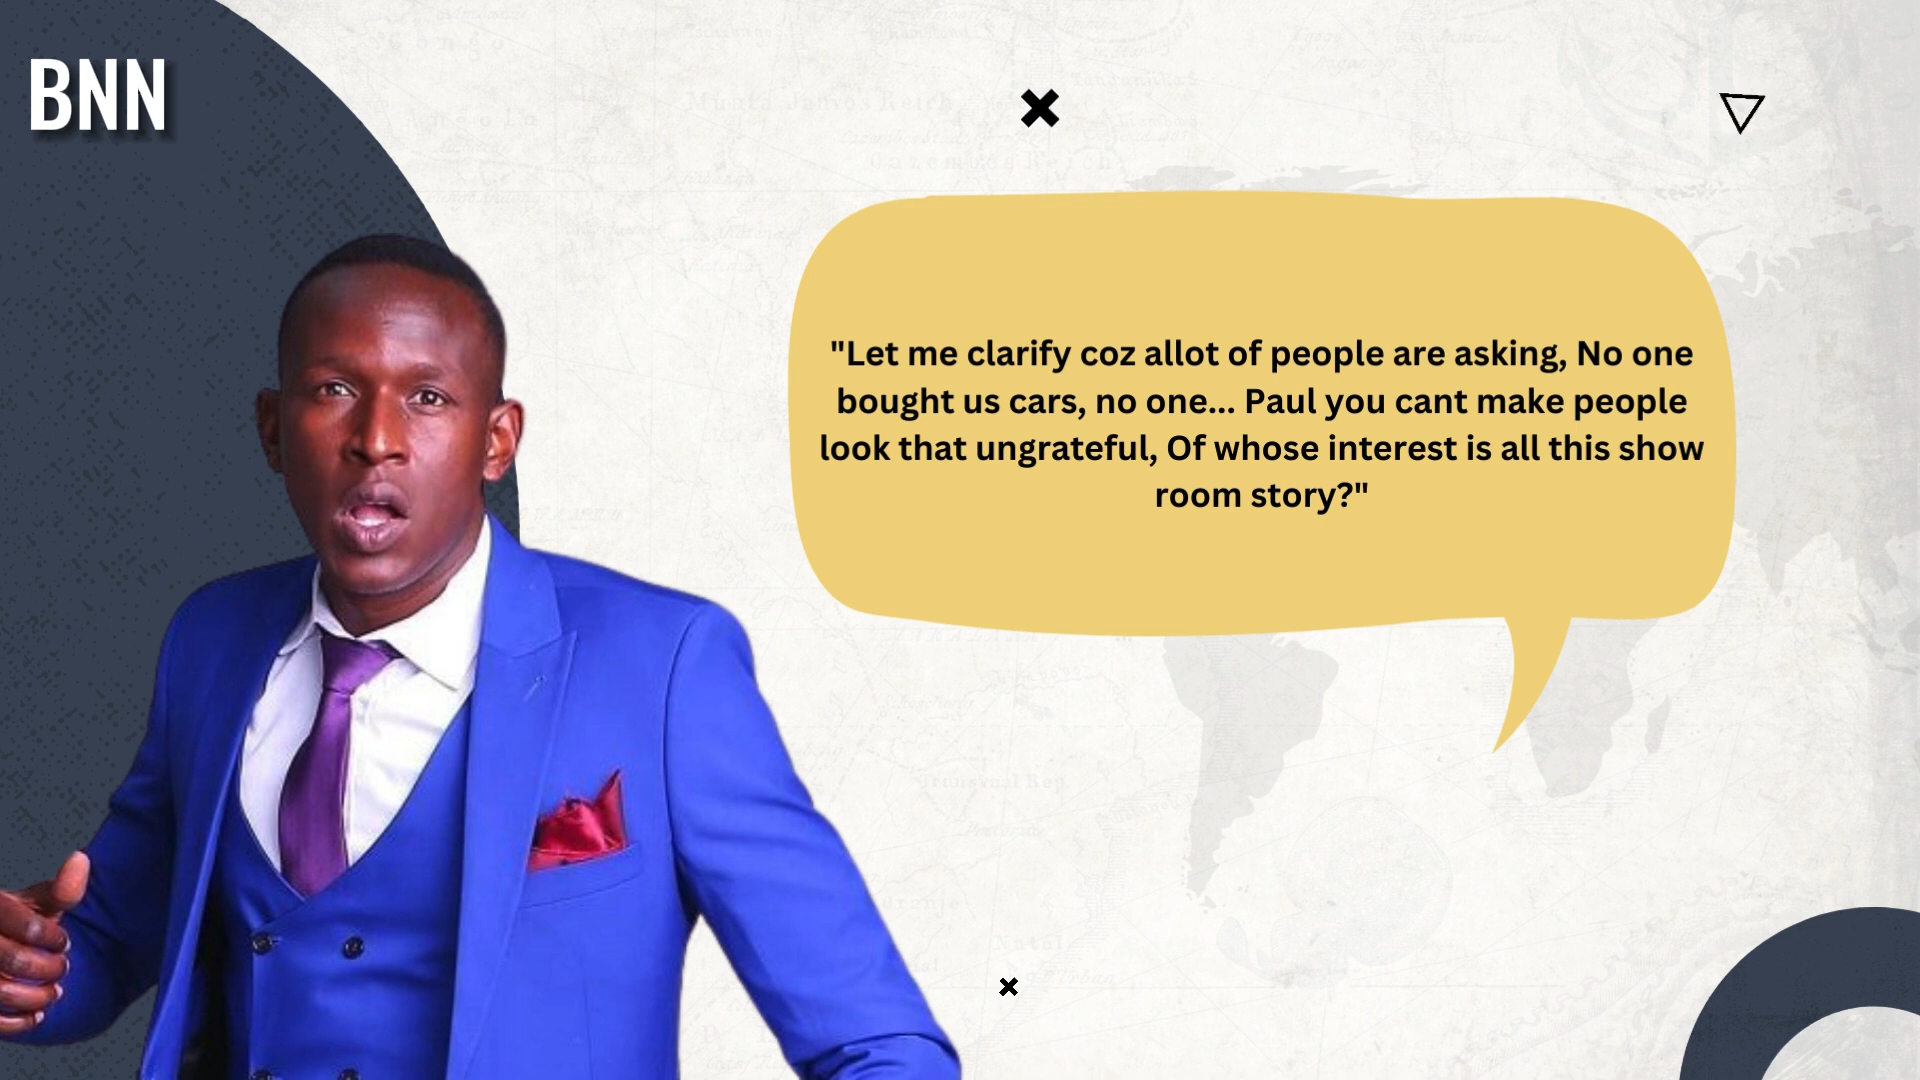 BNN
"Let me clarify coz allot of people are asking, No one
bought us cars, no one... Paul you cant make people
look that ungrateful, Of whose interest is all this show
room story?"